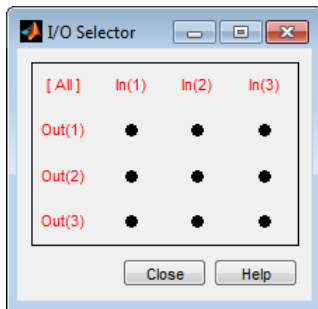 I/O Selector
[ All ] In(1) In(2) In(3)
Out(1)
Out(2)
Out(3)
Close Help